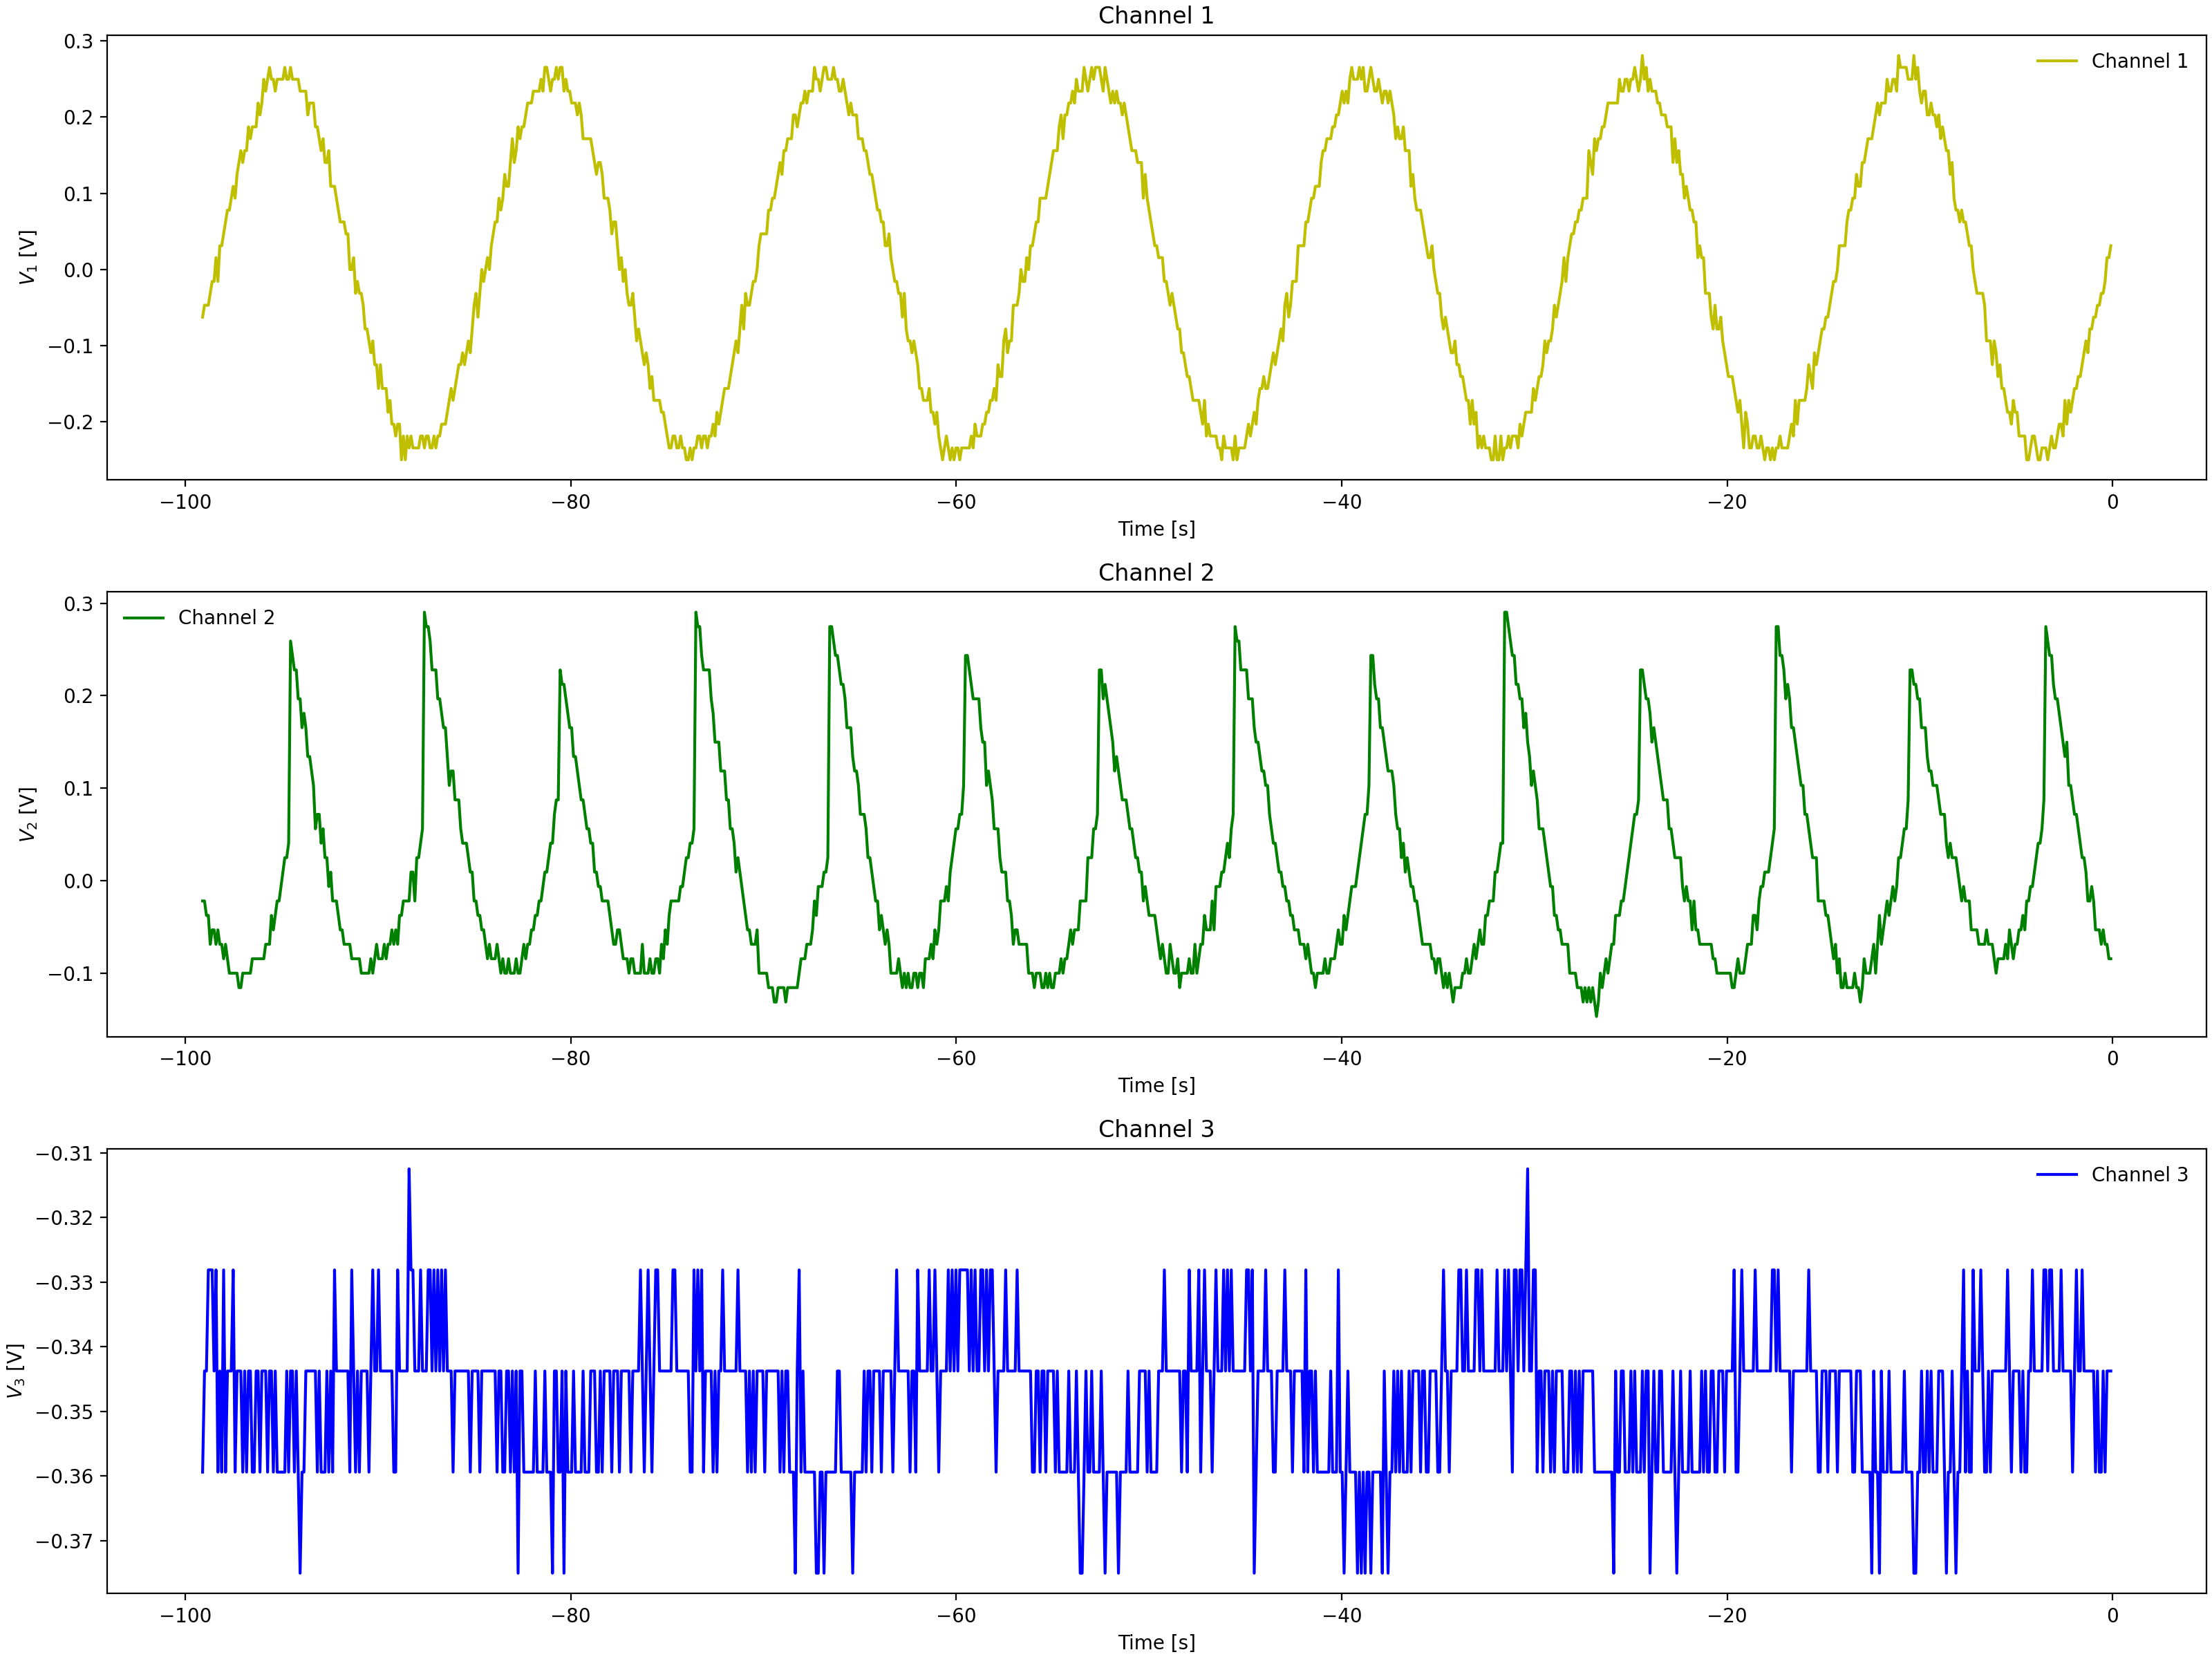 Channel 1
0.3
Channel 1
0.2
0.1
V1 [V]
0.0
−0.1
−0.2
−100 −80 −60 −40 −20 0
Time [s]
Channel 2
0.3
Channel 2
0.2
V2 [V]
0.1
0.0
−0.1
−100 −80 −60 −40 −20 0
Time [s]
Channel 3
−0.31
Channel 3
−0.32
−0.33
−0.34
V3 [V]
−0.35
−0.36
−0.37
−100 −80 −60 −40 −20 0
Time [s]